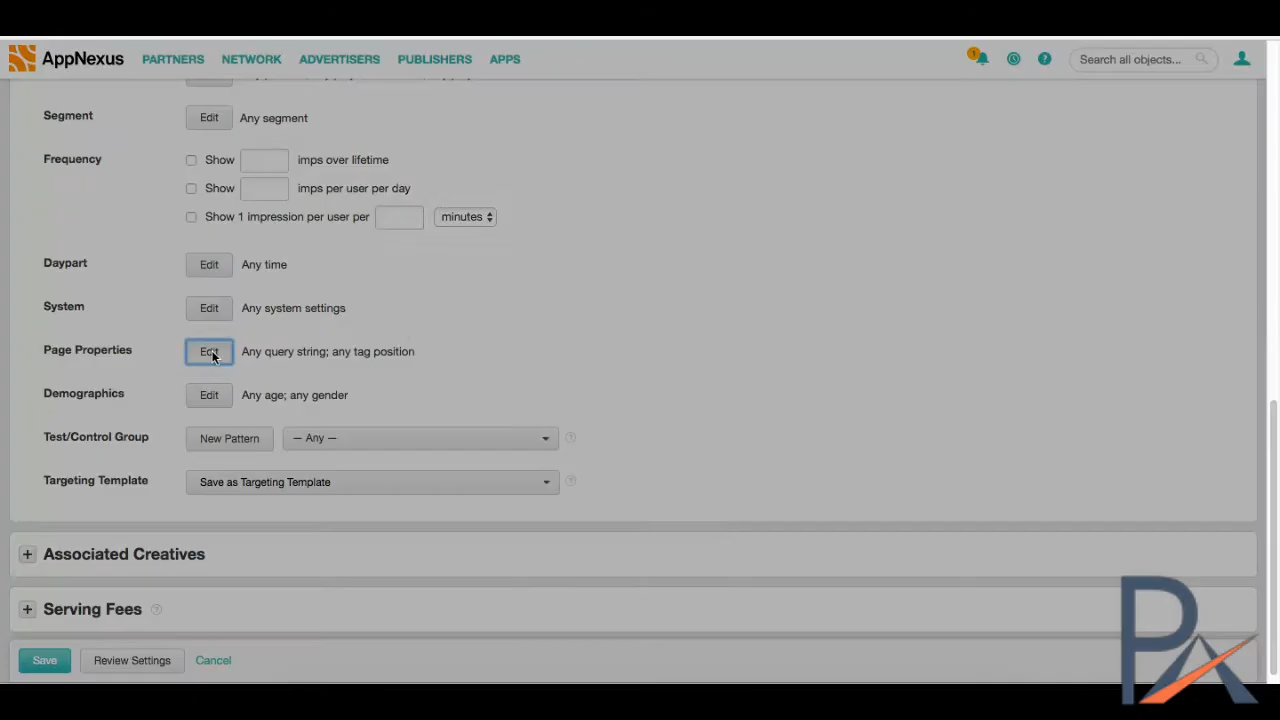 AppNexus PARTNERS NETWORK ADVERTISERS PUBLISHERS APPS 1 Search all objects...
Segment Edit Any segment
Frequency Show imps over lifetime
Show imps per user per day
Show 1 impression per user per minutes
Daypart Edit Any time
System Edit Any system settings
Page Properties Edit Any query string; any tag position
Demographics Edit Any age; any gender
Test/Control Group New Pattern — Any — ?
Targeting Template Save as Targeting Template ?
+ Associated Creatives
+ Serving Fees ?
Save Review Settings Cancel
PA